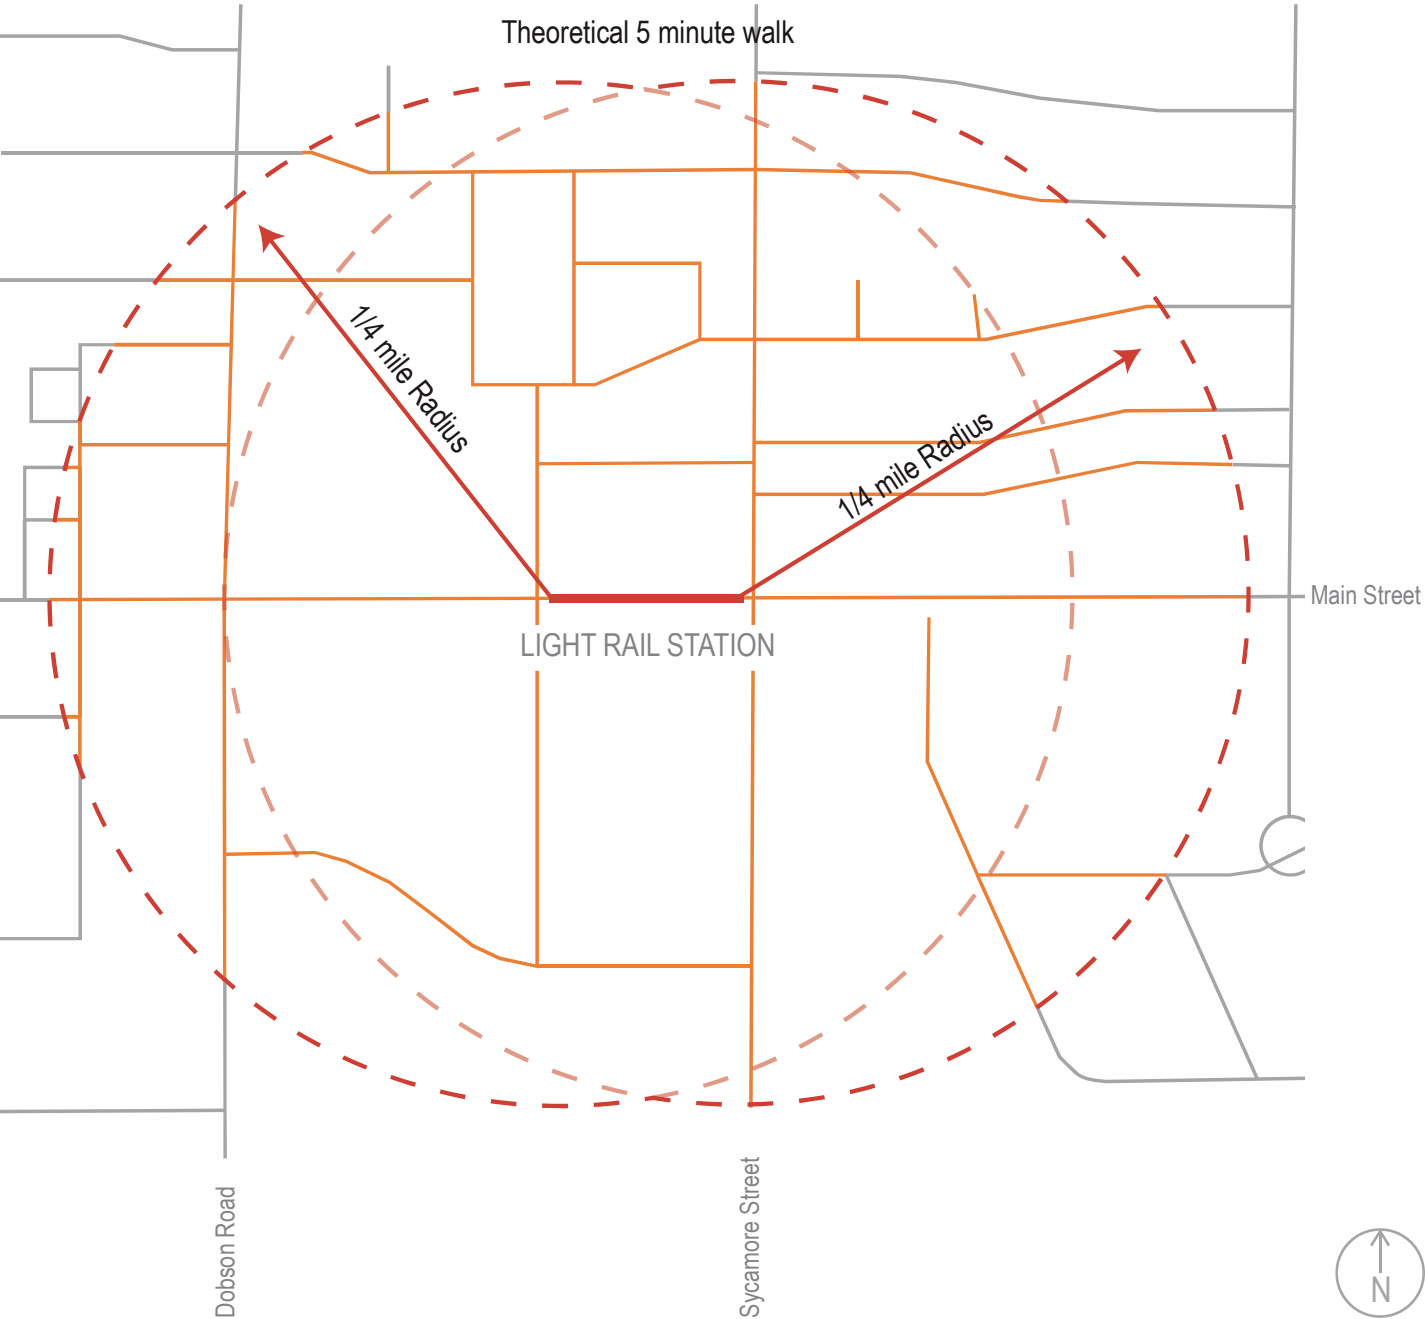 Theoretical 5 minute walk
1/4 mile Radius
1/4 mile Radius
Main Street
LIGHT RAIL STATION
Dobson Road
Sycamore Street
N